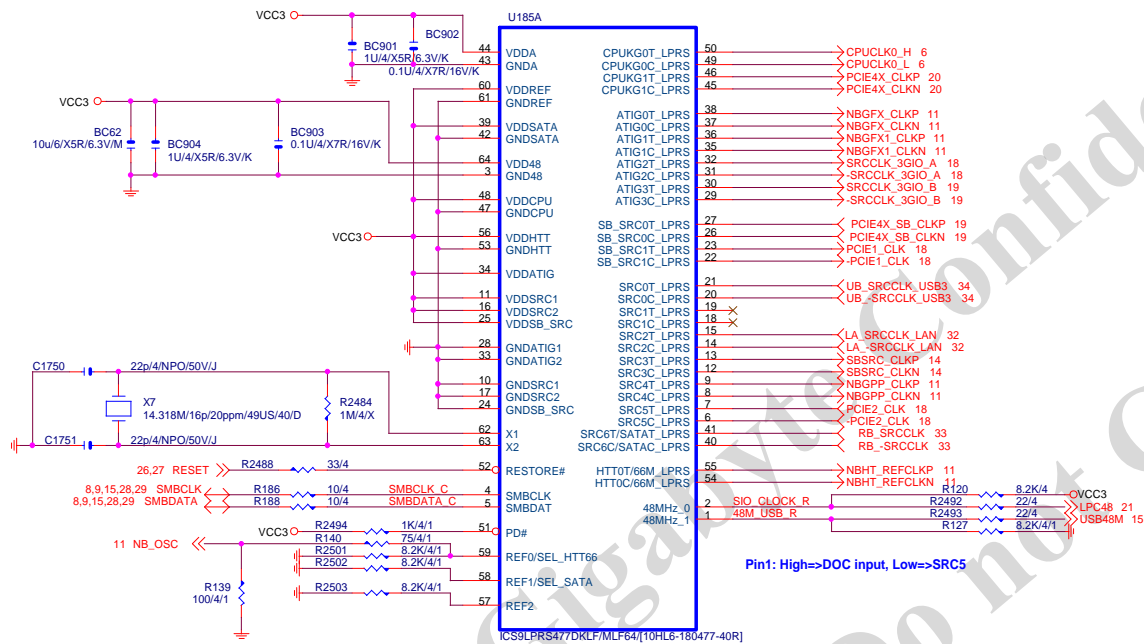 U185A
VCC3
BC901
1U/4/X5R/6.3V/K
BC902
0.1U/4/X7R/16V/K
VCC3
BC62
10u/6/X5R/6.3V/M
BC904
1U/4/X5R/6.3V/K
BC903
0.1U/4/X7R/16V/K
VCC3
44 VDDA
43 GNDA
60 VDDREF
61 GNDREF
39 VDDSATA
42 GNDSATA
64 VDD48
3 GND48
48 VDDCPU
47 GNDCPU
56 VDDHTT
53 GNDHTT
34 VDDATIG
11 VDDSRC1
16 VDDSRC2
25 VDDSB_SRC
28 GNDATIG1
33 GNDATIG2
10 GNDSRC1
17 GNDSRC2
24 GNDSB_SRC
62 X1
63 X2
52 RESTORE#
4 SMBCLK
5 SMBDAT
51 PD#
59 REF0/SEL_HTT66
58 REF1/SEL_SATA
57 REF2
C1750 22p/4/NPO/50V/J
X7
14.318M/16p/20ppm/49US/40/D
R2484
1M/4/X
C1751 22p/4/NPO/50V/J
26,27 RESET R2488 33/4
8,9,15,28,29 SMBCLK R186 10/4 SMBCLK_C
8,9,15,28,29 SMBDATA R188 10/4 SMBDATA_C
VCC3 R2494 1K/4/1
11 NB_OSC R140 75/4/1
R2501 8.2K/4/1
R2502 8.2K/4/1
R139
100/4/1
R2503 8.2K/4/1
CPUKG0T_LPRS 50 CPUCLK0_H 6
CPUKG0C_LPRS 49 CPUCLK0_L 6
CPUKG1T_LPRS 46 PCIE4X_CLKP 20
CPUKG1C_LPRS 45 PCIE4X_CLKN 20
ATIG0T_LPRS 38 NBGFX_CLKP 11
ATIG0C_LPRS 37 NBGFX_CLKN 11
ATIG1T_LPRS 36 NBGFX1_CLKP 11
ATIG1C_LPRS 35 NBGFX1_CLKN 11
ATIG2T_LPRS 32 SRCCLK_3GIO_A 18
ATIG2C_LPRS 31 -SRCCLK_3GIO_A 18
ATIG3T_LPRS 30 SRCCLK_3GIO_B 19
ATIG3C_LPRS 29 -SRCCLK_3GIO_B 19
SB_SRC0T_LPRS 27 PCIE4X_SB_CLKP 19
SB_SRC0C_LPRS 26 PCIE4X_SB_CLKN 19
SB_SRC1T_LPRS 23 PCIE1_CLK 18
SB_SRC1C_LPRS 22 -PCIE1_CLK 18
SRC0T_LPRS 21 UB_SRCCLK_USB3 34
SRC0C_LPRS 20 UB_-SRCCLK_USB3 34
SRC1T_LPRS 19
SRC1C_LPRS 18
SRC2T_LPRS 15 LA_SRCCLK_LAN 32
SRC2C_LPRS 14 LA_-SRCCLK_LAN 32
SRC3T_LPRS 13 SBSRC_CLKP 14
SRC3C_LPRS 12 SBSRC_CLKN 14
SRC4T_LPRS 9 NBGPP_CLKP 11
SRC4C_LPRS 8 NBGPP_CLKN 11
SRC5T_LPRS 7 PCIE2_CLK 18
SRC5C_LPRS 6 -PCIE2_CLK 18
SRC6T/SATAT_LPRS 41 RB_SRCCLK 33
SRC6C/SATAC_LPRS 40 RB_-SRCCLK 33
HTT0T/66M_LPRS 55 NBHT_REFCLKP 11
HTT0C/66M_LPRS 54 NBHT_REFCLKN 11
R120 8.2K/4 VCC3
48MHz_0 2 SIO_CLOCK_R R2492 22/4 LPC48 21
48MHz_1 1 48M_USB_R R2493 22/4 USB48M 15
R127 8.2K/4/1
Pin1: High=>DOC input, Low=>SRC5
ICS9LPRS477DKLF/MLF64/[10HL6-180477-40R]
Gigabyte Confide
Do not C